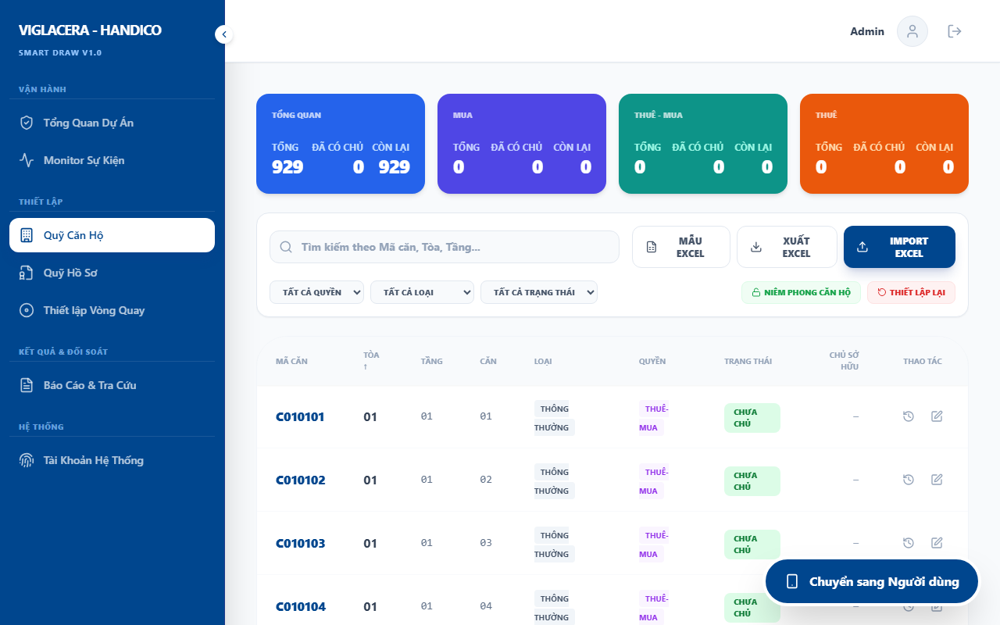 VIGLACERA - HANDICO
SMART DRAW V1.0
VẬN HÀNH
Tổng Quan Dự Án
Monitor Sự Kiện
THIẾT LẬP
Quỹ Căn Hộ
Quỹ Hồ Sơ
Thiết lập Vòng Quay
KẾT QUẢ & ĐỐI SOÁT
Báo Cáo & Tra Cứu
HỆ THỐNG
Tài Khoản Hệ Thống
Admin
TỔNG QUAN
TỔNG ĐÃ CÓ CHỦ CÒN LẠI
929 0 929
MUA
TỔNG ĐÃ CÓ CHỦ CÒN LẠI
0 0 0
THUÊ - MUA
TỔNG ĐÃ CÓ CHỦ CÒN LẠI
0 0 0
THUÊ
TỔNG ĐÃ CÓ CHỦ CÒN LẠI
0 0 0
Tìm kiếm theo Mã căn, Tòa, Tầng...
MẪU
EXCEL
XUẤT
EXCEL
IMPORT
EXCEL
TẤT CẢ QUYỀN
TẤT CẢ LOẠI
TẤT CẢ TRẠNG THÁI
NIÊM PHONG CĂN HỘ
THIẾT LẬP LẠI
MÃ CĂN
TÒA
↑
TẦNG
CĂN
LOẠI
QUYỀN
TRẠNG THÁI
CHỦ SỞ
HỮU
THAO TÁC
C010101 01 01 01
THÔNG
THƯỜNG
THUÊ-
MUA
CHƯA
CHỦ
–
C010102 01 01 02
THÔNG
THƯỜNG
THUÊ-
MUA
CHƯA
CHỦ
–
C010103 01 01 03
THÔNG
THƯỜNG
THUÊ-
MUA
CHƯA
CHỦ
–
C010104 01 01 04
THÔNG
THƯỜNG
THUÊ-
MUA
CHƯA
CHỦ
–
Chuyển sang Người dùng